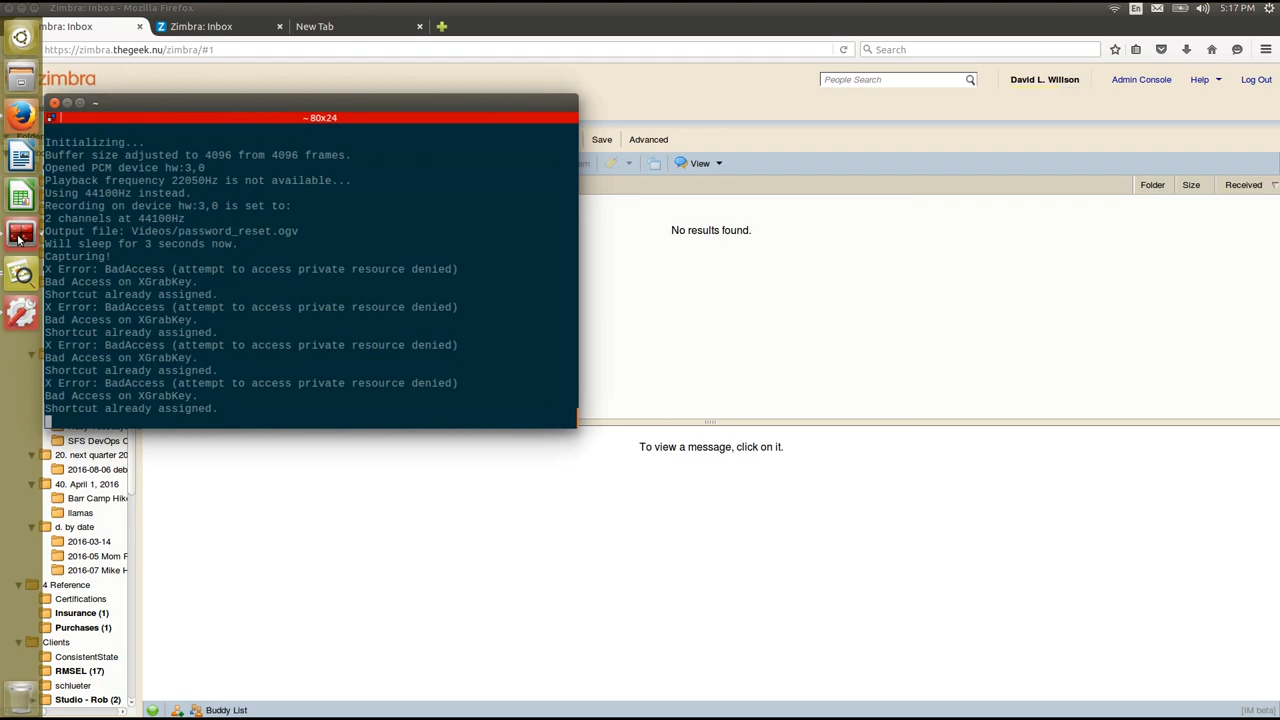 Zimbra: Inbox - Mozilla Firefox
En
5:17 PM
mbra: Inbox
Zimbra: Inbox
New Tab
https://zimbra.thegeek.nu/zimbra/#1
Search
zimbra
People Search
David L. Willson
Admin Console
Help
Log Out
~
~ 80x24
Save
Advanced
View
Folder
Size
Received
No results found.
Initializing...
Buffer size adjusted to 4096 from 4096 frames.
Opened PCM device hw:3,0
Playback frequency 22050Hz is not available...
Using 44100Hz instead.
Recording on device hw:3,0 is set to:
2 channels at 44100Hz
Output file: Videos/password_reset.ogv
Will sleep for 3 seconds now.
Capturing!
X Error: BadAccess (attempt to access private resource denied)
Bad Access on XGrabKey.
Shortcut already assigned.
X Error: BadAccess (attempt to access private resource denied)
Bad Access on XGrabKey.
Shortcut already assigned.
X Error: BadAccess (attempt to access private resource denied)
Bad Access on XGrabKey.
Shortcut already assigned.
X Error: BadAccess (attempt to access private resource denied)
Bad Access on XGrabKey.
Shortcut already assigned.
SFS DevOps C
20. next quarter 20
2016-08-06 deb
40. April 1, 2016
Barr Camp Hike
llamas
d. by date
2016-03-14
2016-05 Mom F
2016-07 Mike H
4 Reference
Certifications
Insurance (1)
Purchases (1)
Clients
ConsistentState
RMSEL (17)
schlueter
Studio - Rob (2)
To view a message, click on it.
Buddy List
[IM beta]